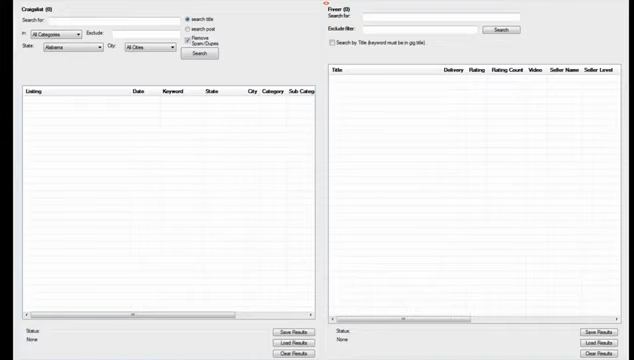 Craigslist (0)
Search for:
search title
search post
in:
All Categories
Exclude:
Remove Spam/Dupes
State:
Alabama
City:
All Cities
Search
Listing Date Keyword State City Category Sub Categ
Status:
None
Save Results
Load Results
Clear Results
Fiverr (0)
Search for:
Exclude filter:
Search
Search by Title (keyword must be in gig title)
Title Delivery Rating Rating Count Video Seller Name Seller Level
Status:
None
Save Results
Load Results
Clear Results